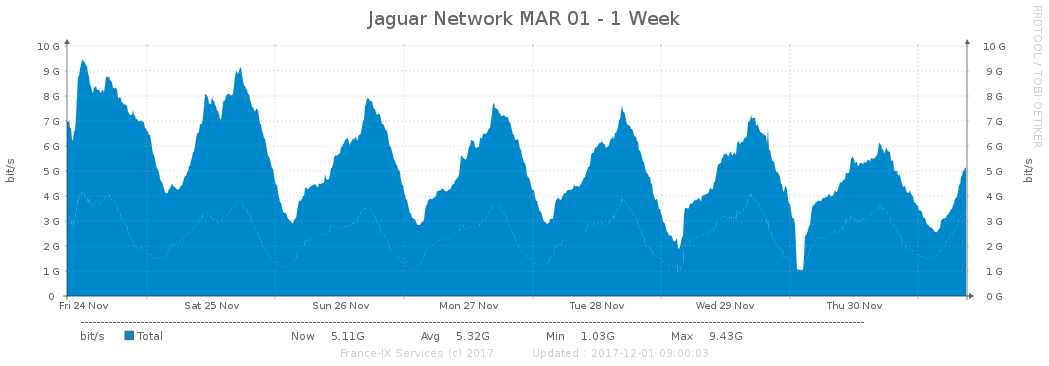 Jaguar Network MAR 01 - 1 Week
RRDTOOL / TOBI OETIKER
bit/s
10 G
9 G
8 G
7 G
6 G
5 G
4 G
3 G
2 G
1 G
0
10 G
9 G
8 G
7 G
6 G
5 G
4 G
3 G
2 G
1 G
0 G
bit/s
Fri 24 Nov Sat 25 Nov Sun 26 Nov Mon 27 Nov Tue 28 Nov Wed 29 Nov Thu 30 Nov
bit/s Total Now 5.11G Avg 5.32G Min 1.03G Max 9.43G
France-IX Services (c) 2017 Updated : 2017-12-01 09:00:03